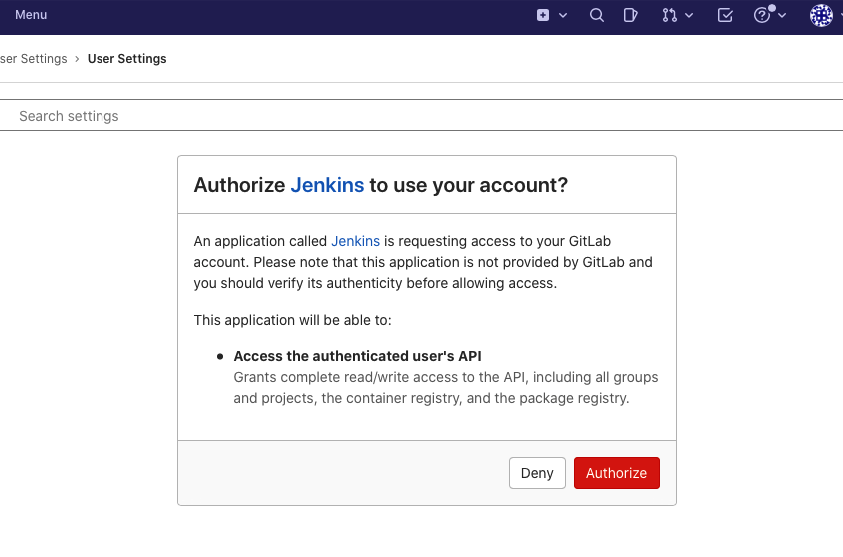 Menu
ser Settings › User Settings
Search settings
Authorize Jenkins to use your account?
An application called Jenkins is requesting access to your GitLab
account. Please note that this application is not provided by GitLab and
you should verify its authenticity before allowing access.
This application will be able to:
• Access the authenticated user's API
Grants complete read/write access to the API, including all groups
and projects, the container registry, and the package registry.
Deny Authorize